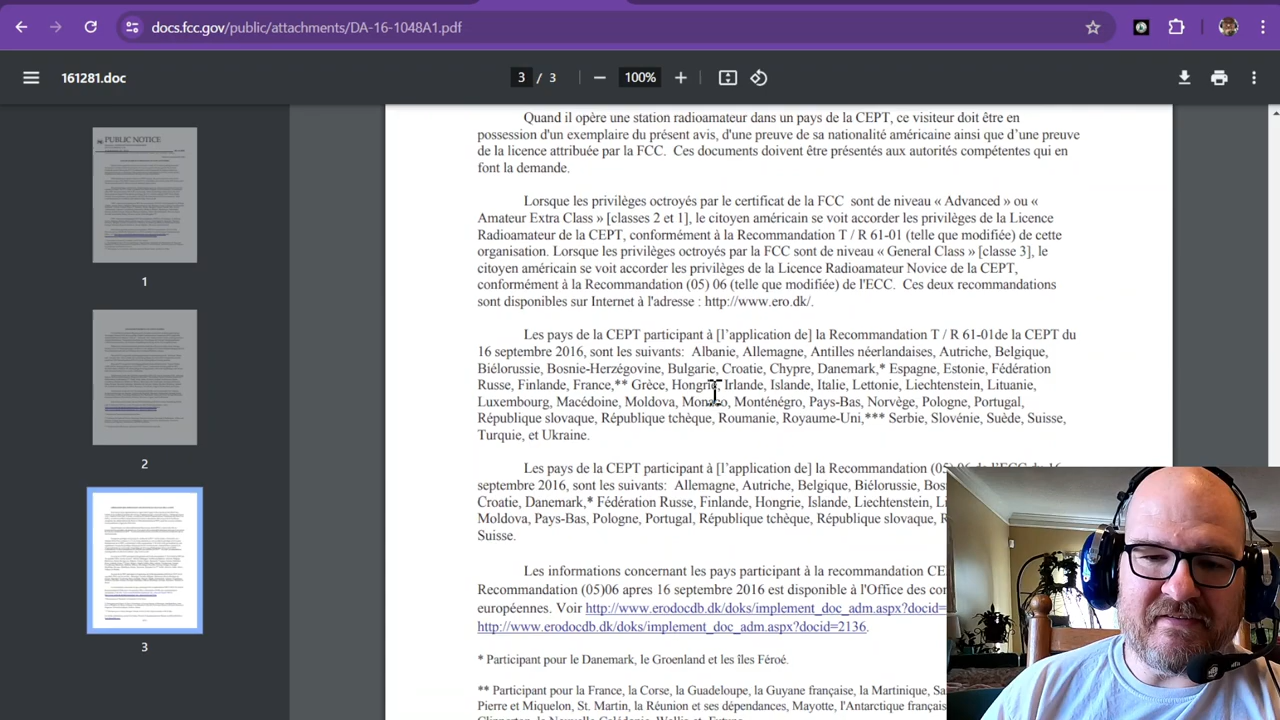 docs.fcc.gov/public/attachments/DA-16-1048A1.pdf
161281.doc
3 / 3
100%
PUBLIC NOTICE
1
2
3
Quand il opère une station radioamateur dans un pays de la CEPT, ce visiteur doit être en
possession d'un exemplaire du présent avis, d'une preuve de sa nationalité américaine ainsi que d'une preuve
de la licence attribuée par la FCC. Ces documents doivent être présentés aux autorités compétentes qui en
font la demande.
Lorsque les privilèges octroyés par le certificat de la FCC sont de niveau « Advanced » ou «
Amateur Extra Class » [classes 2 et 1], le citoyen américain se voit accorder les privilèges de la Licence
Radioamateur de la CEPT, conformément à la Recommandation T / R 61-01 (telle que modifiée) de cette
organisation. Lorsque les privilèges octroyés par la FCC sont de niveau « General Class » [classe 3], le
citoyen américain se voit accorder les privilèges de la Licence Radioamateur Novice de la CEPT,
conformément à la Recommandation (05) 06 (telle que modifiée) de l'ECC. Ces deux recommandations
sont disponibles sur Internet à l'adresse : http://www.ero.dk/.
Les pays de la CEPT participant à [l'application de] la Recommandation T / R 61-01de la CEPT du
16 septembre 2016, sont les suivants: Albanie, Allemagne, Antilles néerlandaises, Autriche, Belgique,
Biélorussie, Bosnie-Herzégovine, Bulgarie, Croatie, Chypre, Danemark,* Espagne, Estonie, Fédération
Russe, Finlande, France,** Grèce, Hongrie, Irlande, Islande, Italie, Lettonie, Liechtenstein, Lituanie,
Luxembourg, Macédoine, Moldova, Monaco, Monténégro, Pays-Bas, Norvège, Pologne, Portugal,
République slovaque, République tchèque, Roumanie, Royaume-Uni,*** Serbie, Slovénie, Suède, Suisse,
Turquie, et Ukraine.
Les pays de la CEPT participant à [l'application de] la Recommandation (05) 06 de l'ECC du 16
septembre 2016, sont les suivants: Allemagne, Autriche, Belgique, Biélorussie, Bos
Croatie, Danemark,* Fédération Russe, Finlande, Hongrie, Islande, Liechtenstein, Li
Moldova, Pays-Bas, Pologne, Portugal, République tchèque, République slovaque, R
Suisse.
Les informations concernant les pays participant à la recommandation CE
Recommandation (05)06 apres 16 septembre 2016 est disponible à l'Office des co
européennes, voir http://www.erodocdb.dk/doks/implement_doc_adm.aspx?docid=
http://www.erodocdb.dk/doks/implement_doc_adm.aspx?docid=2136.
* Participant pour le Danemark, le Groenland et les îles Féroé.
** Participant pour la France, la Corse, la Guadeloupe, la Guyane française, la Martinique, Sa
Pierre et Miquelon, St. Martin, la Réunion et ses dépendances, Mayotte, l'Antarctique françai